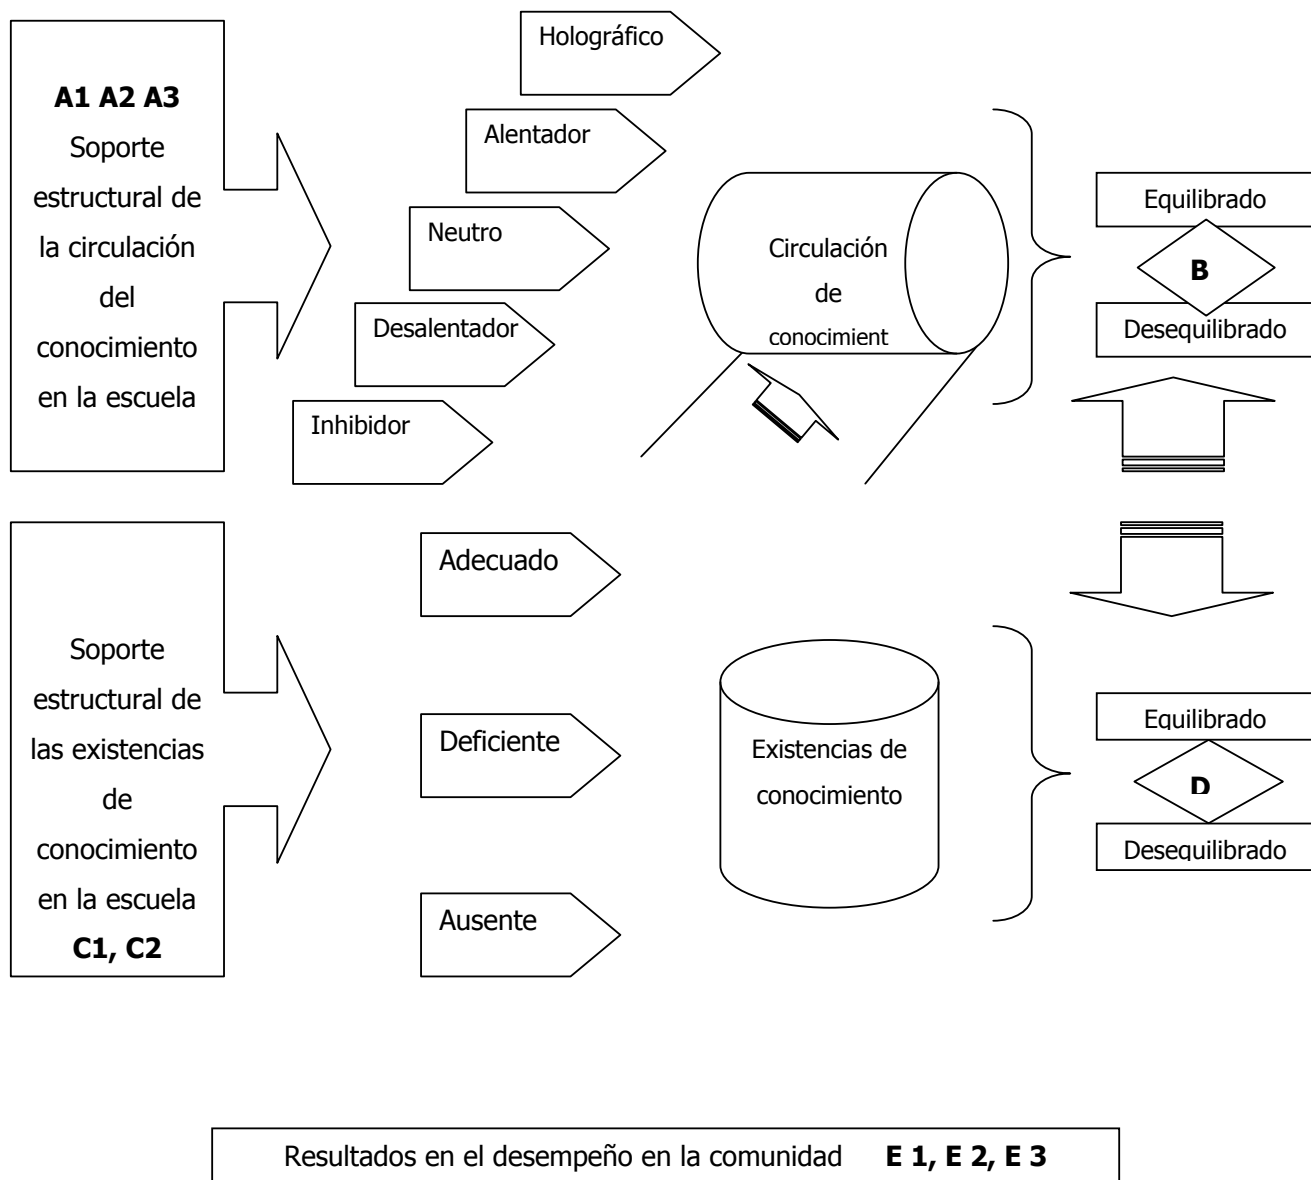 A1 A2 A3
Soporte
estructural de
la circulación
del
conocimiento
en la escuela
Holográfico
Alentador
Neutro
Desalentador
Inhibidor
Circulación
de
conocimient
Equilibrado
B
Desequilibrado
Soporte
estructural de
las existencias
de
conocimiento
en la escuela
C1, C2
Adecuado
Deficiente
Ausente
Existencias de
conocimiento
Equilibrado
D
Desequilibrado
Resultados en el desempeño en la comunidad E 1, E 2, E 3